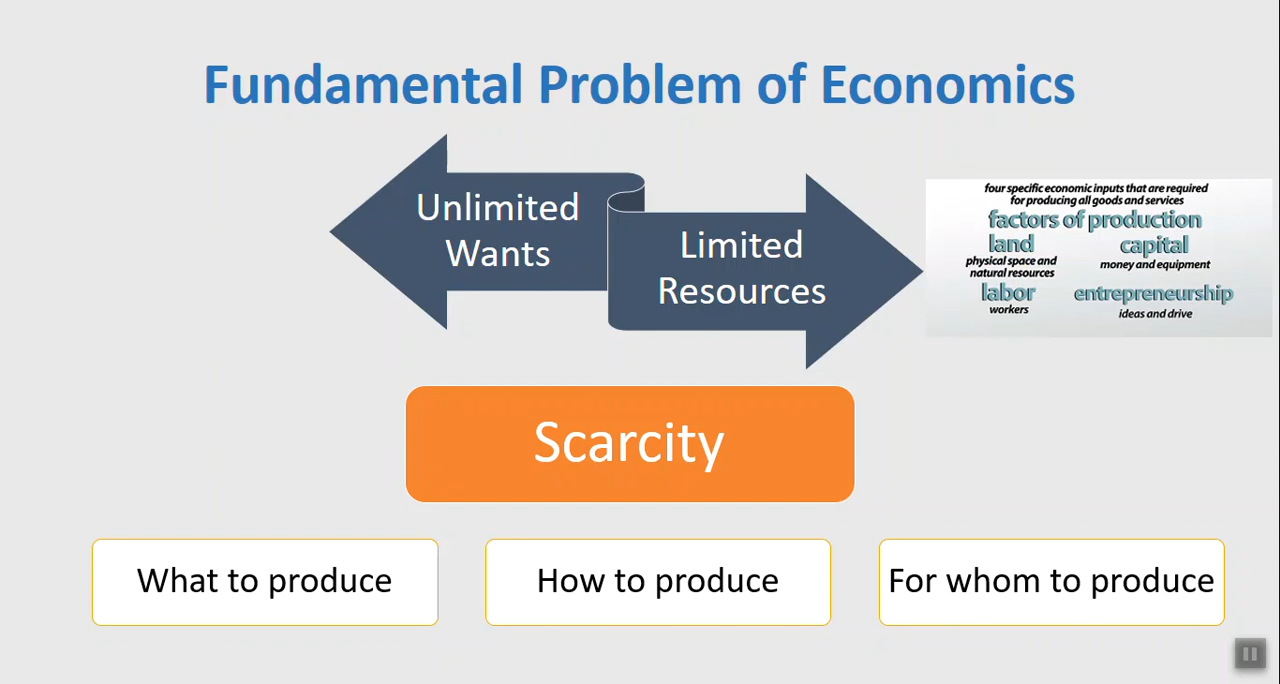 Fundamental Problem of Economics
Unlimited
Wants
Limited
Resources
four specific economic inputs that are required
for producing all goods and services
factors of production
land
physical space and
natural resources
capital
money and equipment
labor
workers
entrepreneurship
ideas and drive
Scarcity
What to produce
How to produce
For whom to produce